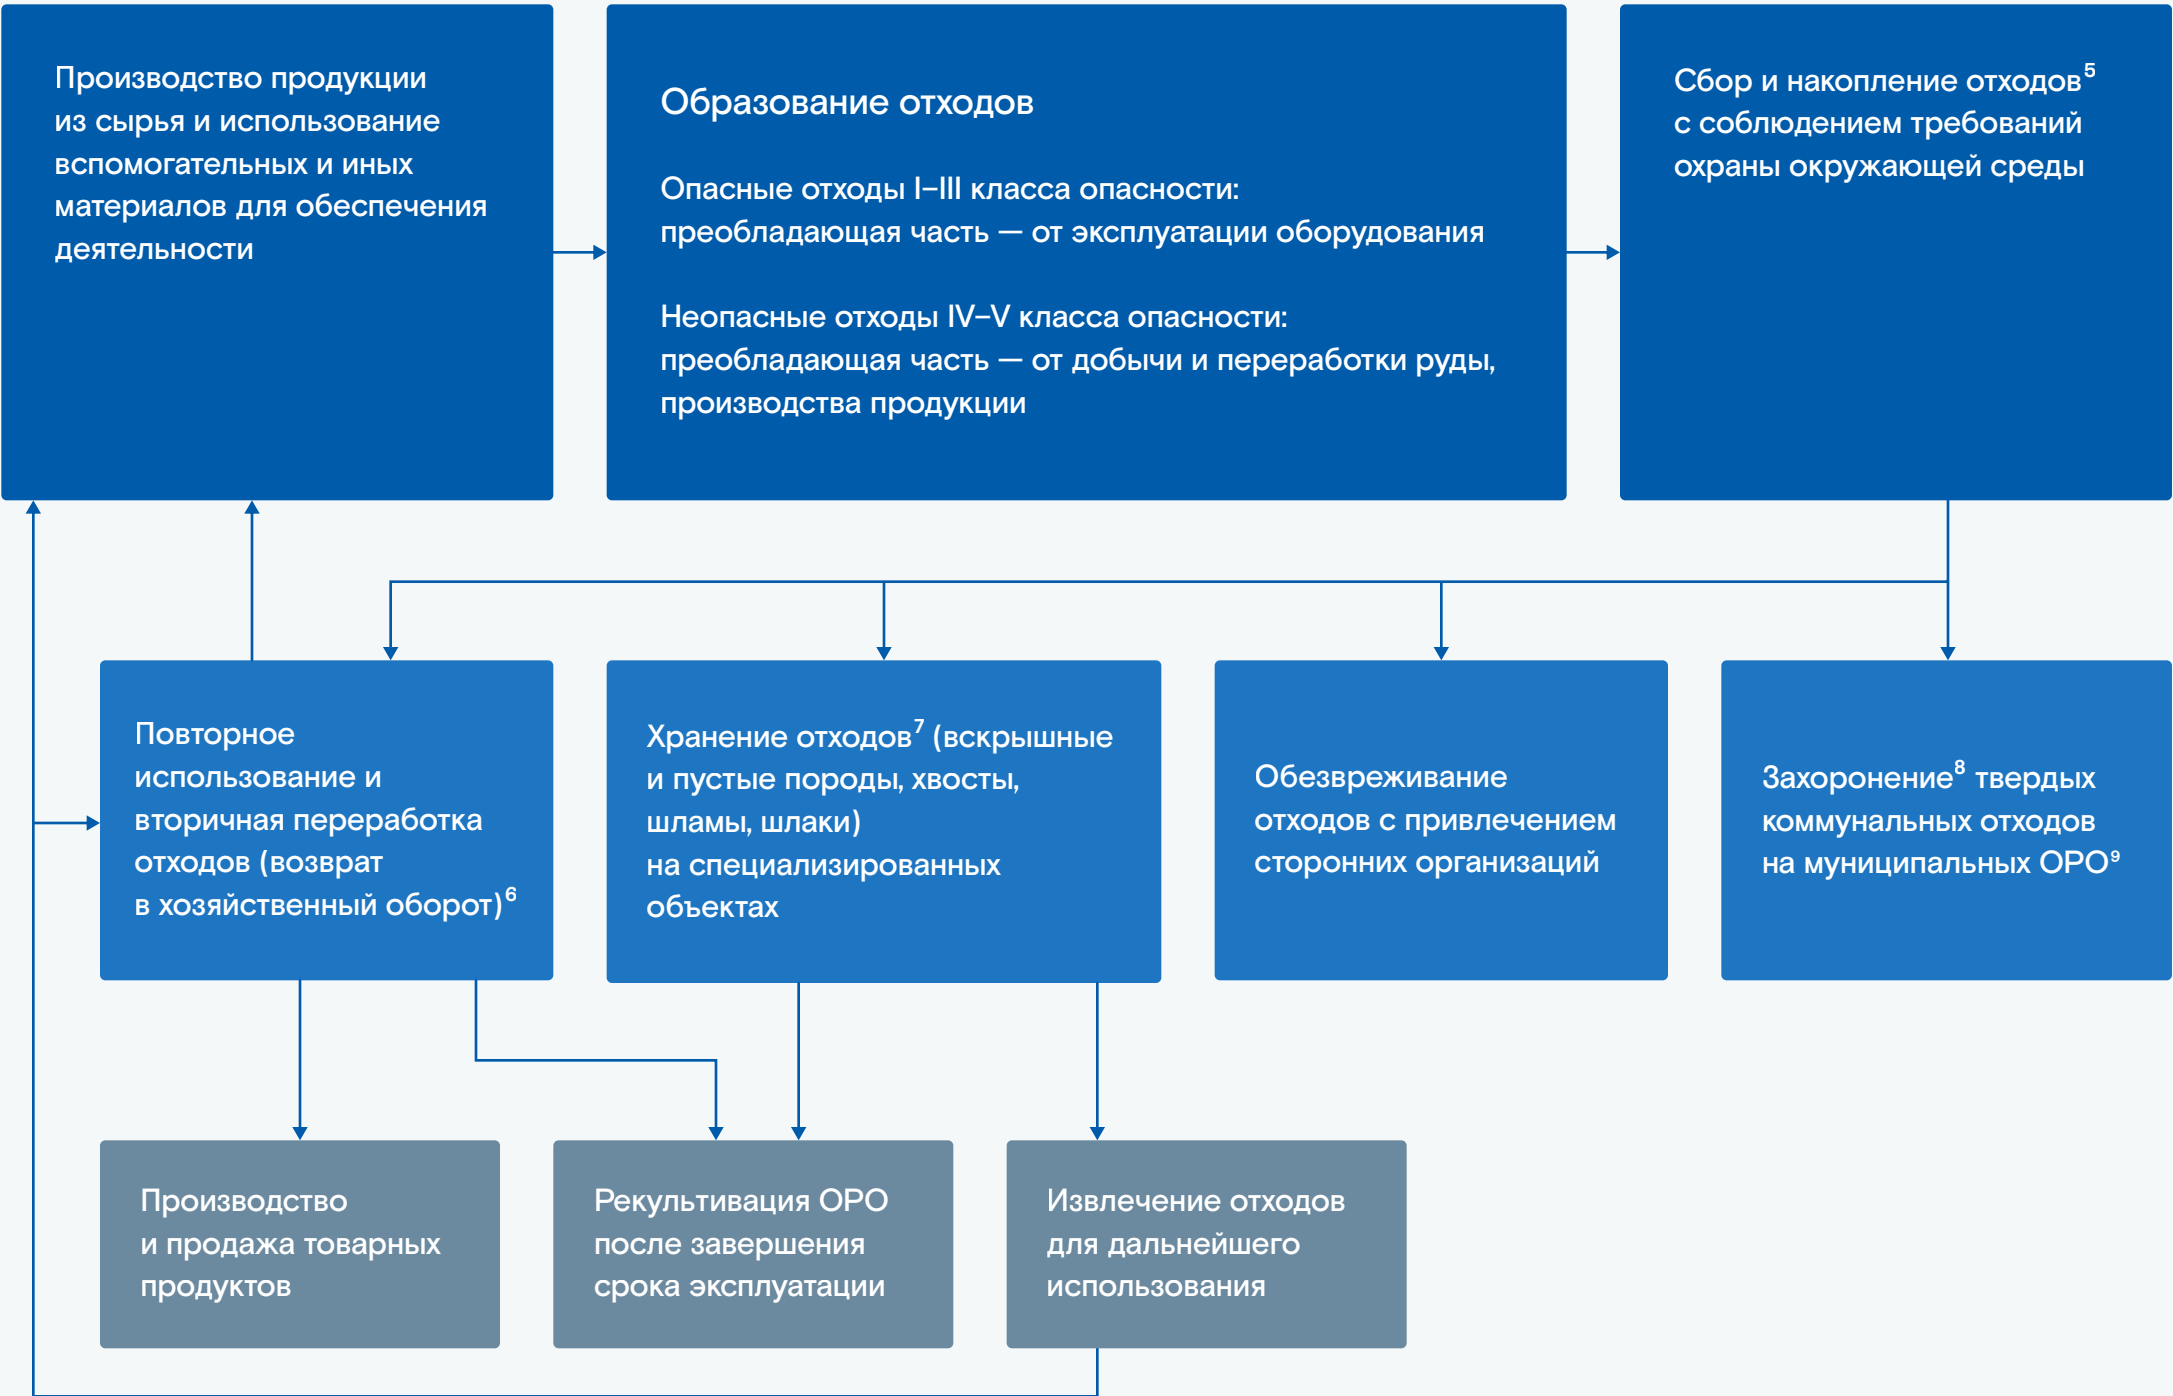 Производство продукции
из сырья и использование
вспомогательных и иных
материалов для обеспечения
деятельности
Образование отходов
Опасные отходы I–III класса опасности:
преобладающая часть — от эксплуатации оборудования
Неопасные отходы IV–V класса опасности:
преобладающая часть — от добычи и переработки руды,
производства продукции
Сбор и накопление отходов⁵
с соблюдением требований
охраны окружающей среды
Повторное
использование и
вторичная переработка
отходов (возврат
в хозяйственный оборот)⁶
Хранение отходов⁷ (вскрышные
и пустые породы, хвосты,
шламы, шлаки)
на специализированных
объектах
Обезвреживание
отходов с привлечением
сторонних организаций
Захоронение⁸ твердых
коммунальных отходов
на муниципальных ОРО⁹
Производство
и продажа товарных
продуктов
Рекультивация ОРО
после завершения
срока эксплуатации
Извлечение отходов
для дальнейшего
использования